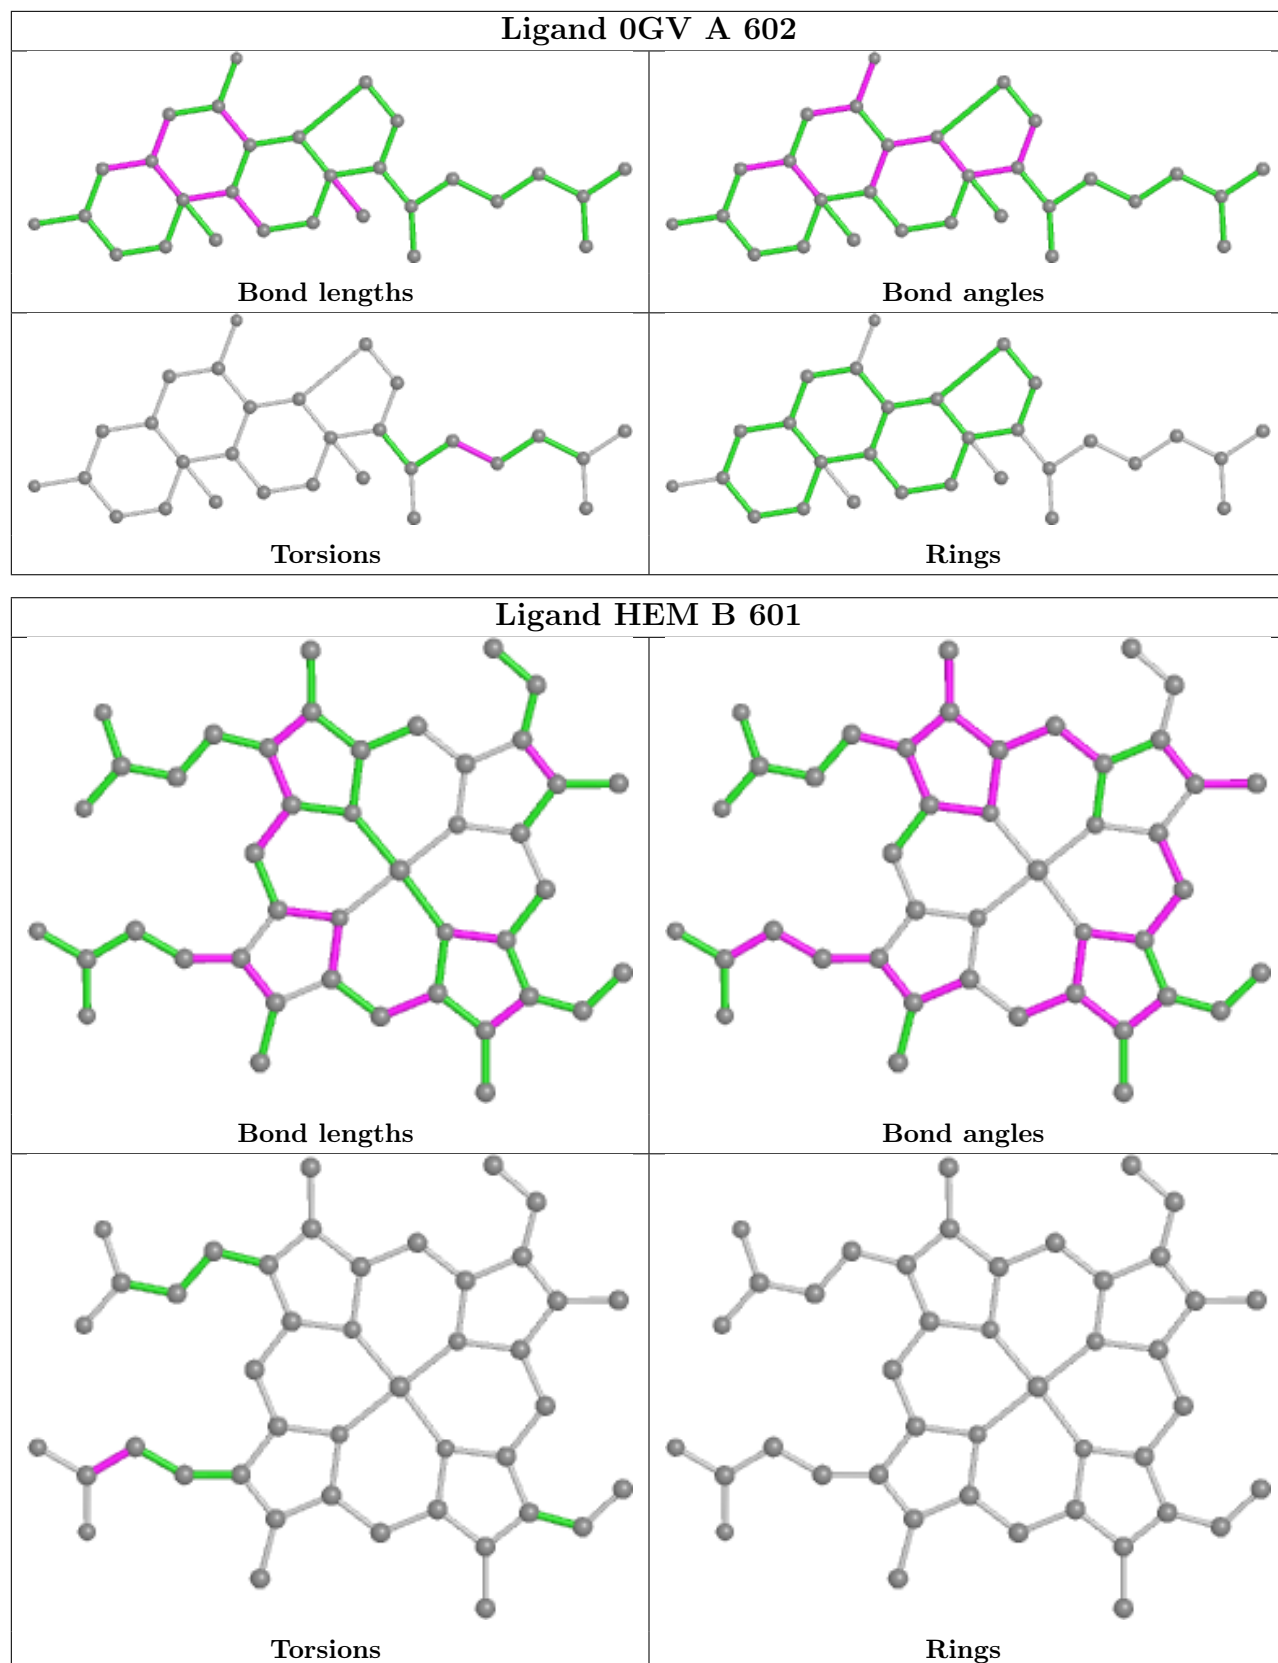 Ligand 0GV A 602
Bond lengths
Bond angles
Torsions
Rings
Ligand HEM B 601
Bond lengths
Bond angles
Torsions
Rings